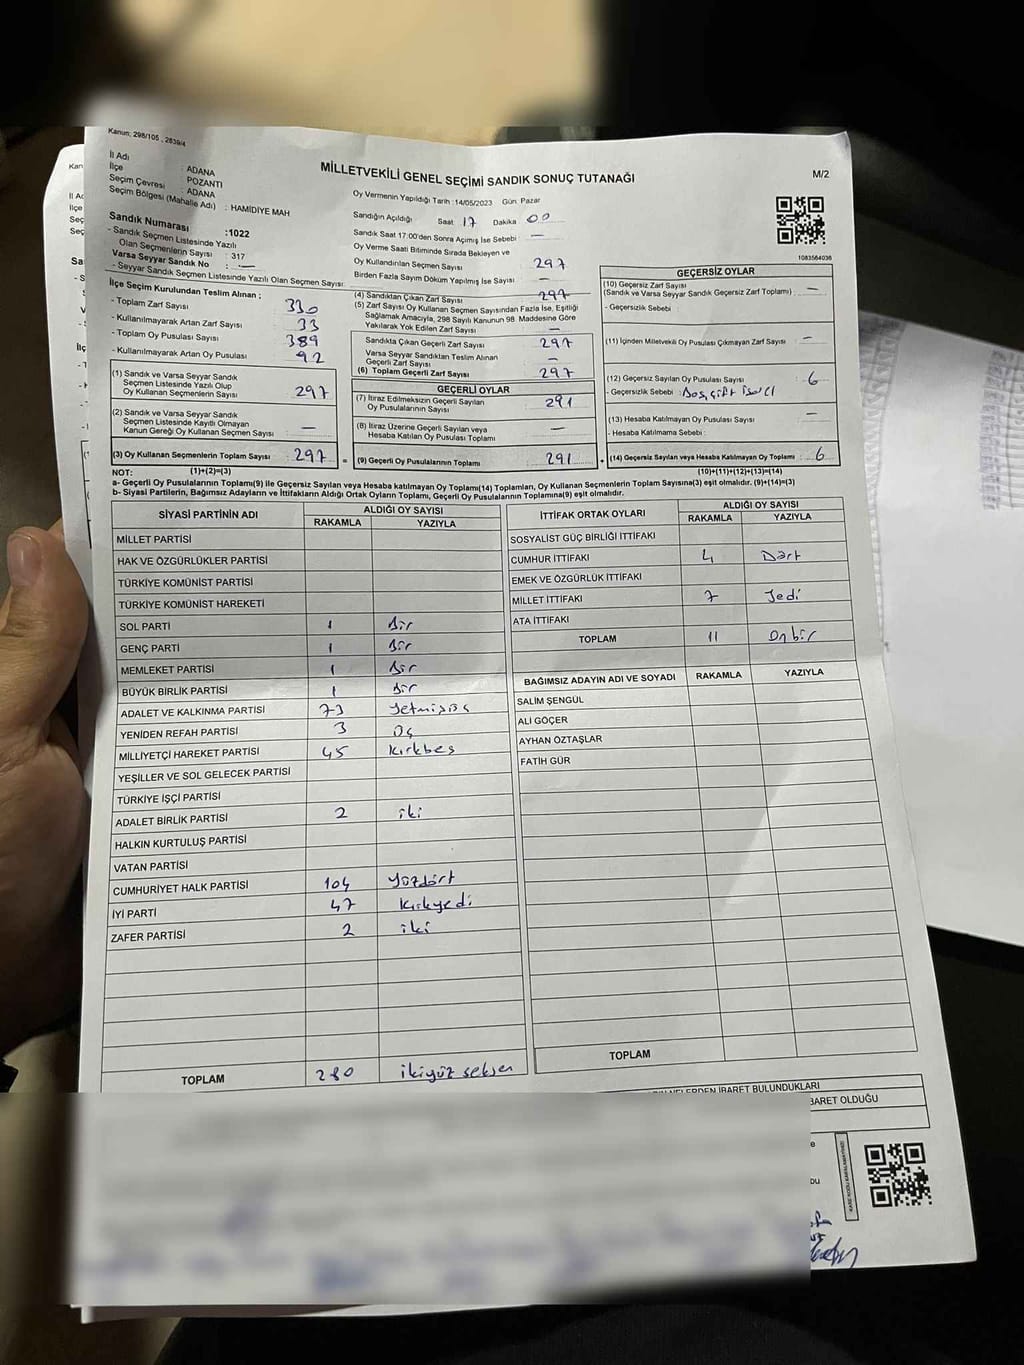 Kanun: 298/105 , 2839/4
MİLLETVEKİLİ GENEL SEÇİMİ SANDIK SONUÇ TUTANAĞI
M/2
İl Adı : ADANA
İlçe : POZANTI
Seçim Çevresi : ADANA
Seçim Bölgesi (Mahalle Adı) : HAMİDİYE MAH
Sandık Numarası :1022
- Sandık Seçmen Listesinde Yazılı
Olan Seçmenlerin Sayısı : 317
Varsa Seyyar Sandık No : —
- Seyyar Sandık Seçmen Listesinde Yazılı Olan Seçmen Sayısı:
İlçe Seçim Kurulundan Teslim Alınan :
- Toplam Zarf Sayısı 330
- Kullanılmayarak Artan Zarf Sayısı 33
- Toplam Oy Pusulası Sayısı 389
- Kullanılmayarak Artan Oy Pusulası 92
(1) Sandık ve Varsa Seyyar Sandık
Seçmen Listesinde Yazılı Olup
Oy Kullanan Seçmenlerin Sayısı 297
(2) Sandık ve Varsa Seyyar Sandık
Seçmen Listesinde Kayıtlı Olmayan
Kanun Gereği Oy Kullanan Seçmen Sayısı —
(3) Oy Kullanan Seçmenlerin Toplam Sayısı 297
Oy Vermenin Yapıldığı Tarih :14/05/2023 Gün: Pazar
Sandığın Açıldığı Saat 17 Dakika 00
Sandık Saat 17:00'den Sonra Açımış İse Sebebi : —
Oy Verme Saati Bitiminde Sırada Bekleyen ve
Oy Kullandırılan Seçmen Sayısı : 297
Birden Fazla Sayım Döküm Yapılmış İse Sayısı : —
(4) Sandıktan Çıkan Zarf Sayısı 297
(5) Zarf Sayısı Oy Kullanan Seçmen Sayısından Fazla İse, Eşitliği
Sağlamak Amacıyla, 298 Sayılı Kanunun 98. Maddesine Göre
Yakılarak Yok Edilen Zarf Sayısı : —
Sandıkta Çıkan Geçerli Zarf Sayısı 297
Varsa Seyyar Sandıktan Teslim Alınan
Geçerli Zarf Sayısı —
(6) Toplam Geçerli Zarf Sayısı 297
GEÇERLİ OYLAR
(7) İtiraz Edilmeksizin Geçerli Sayılan
Oy Pusulalarının Sayısı 291
(8) İtiraz Üzerine Geçerli Sayılan veya
Hesaba Katılan Oy Pusulası Toplamı —
= (9) Geçerli Oy Pusulalarının Toplamı 291
1083564036
GEÇERSİZ OYLAR
(10) Geçersiz Zarf Sayısı
(Sandık ve Varsa Seyyar Sandık Geçersiz Zarf Toplamı) : —
- Geçersizlik Sebebi :
(11) İçinden Milletvekili Oy Pusulası Çıkmayan Zarf Sayısı : —
(12) Geçersiz Sayılan Oy Pusulası Sayısı : 6
- Geçersizlik Sebebi :
(13) Hesaba Katılmayan Oy Pusulası Sayısı : —
- Hesaba Katılmama Sebebi :
+ (14) Geçersiz Sayılan veya Hesaba Katılmayan Oy Toplamı : 6
NOT: (1)+(2)=(3) (10)+(11)+(12)+(13)=(14)
a- Geçerli Oy Pusulalarının Toplamı(9) ile Geçersiz Sayılan veya Hesaba katılmayan Oy Toplamı(14) Toplamları, Oy Kullanan Seçmenlerin Toplam Sayısına(3) eşit olmalıdır. (9)+(14)=(3)
b- Siyasi Partilerin, Bağımsız Adayların ve İttifakların Aldığı Ortak Oyların Toplamı, Geçerli Oy Pusulalarının Toplamına(9) eşit olmalıdır.
SİYASİ PARTİNİN ADI ALDIĞI OY SAYISI
RAKAMLA YAZIYLA
MİLLET PARTİSİ
HAK VE ÖZGÜRLÜKLER PARTİSİ
TÜRKİYE KOMÜNİST PARTİSİ
TÜRKİYE KOMÜNİST HAREKETİ
SOL PARTİ 1 Bir
GENÇ PARTİ 1 Bir
MEMLEKET PARTİSİ 1 Bir
BÜYÜK BİRLİK PARTİSİ 1 Bir
ADALET VE KALKINMA PARTİSİ 73 Yetmişüç
YENİDEN REFAH PARTİSİ 3 Üç
MİLLİYETÇİ HAREKET PARTİSİ 45 Kırkbeş
YEŞİLLER VE SOL GELECEK PARTİSİ
TÜRKİYE İŞÇİ PARTİSİ
ADALET BİRLİK PARTİSİ 2 iki
HALKIN KURTULUŞ PARTİSİ
VATAN PARTİSİ
CUMHURİYET HALK PARTİSİ 104 Yüzdört
İYİ PARTİ 47 Kırkyedi
ZAFER PARTİSİ 2 iki
TOPLAM 280 ikiyüz seksen
İTTİFAK ORTAK OYLARI ALDIĞI OY SAYISI
RAKAMLA YAZIYLA
SOSYALİST GÜÇ BİRLİĞİ İTTİFAKI
CUMHUR İTTİFAKI 4 Dört
EMEK VE ÖZGÜRLÜK İTTİFAKI
MİLLET İTTİFAKI 7 Yedi
ATA İTTİFAKI
TOPLAM 11 Onbir
BAĞIMSIZ ADAYIN ADI VE SOYADI RAKAMLA YAZIYLA
SALİM ŞENGÜL
ALİ GÖÇER
AYHAN ÖZTAŞLAR
FATİH GÜR
TOPLAM
NELERDEN İBARET BULUNDUKLARI
BARET OLDUĞU